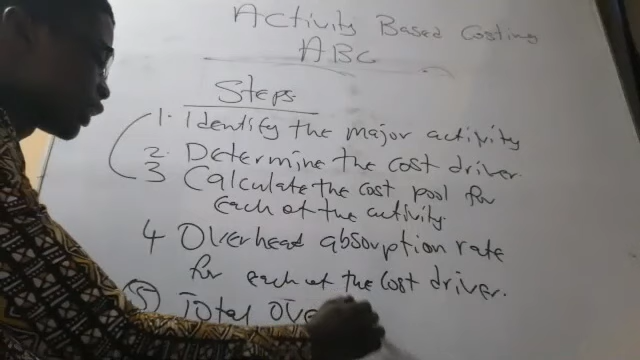 Activity Based Costing
ABC
Steps
1. Identify the major activity
2. Determine the cost driver.
3 Calculate the cost pool for
each of the activity.
4 Overhead absorption rate
for each of the cost driver.
(5) Total Ove